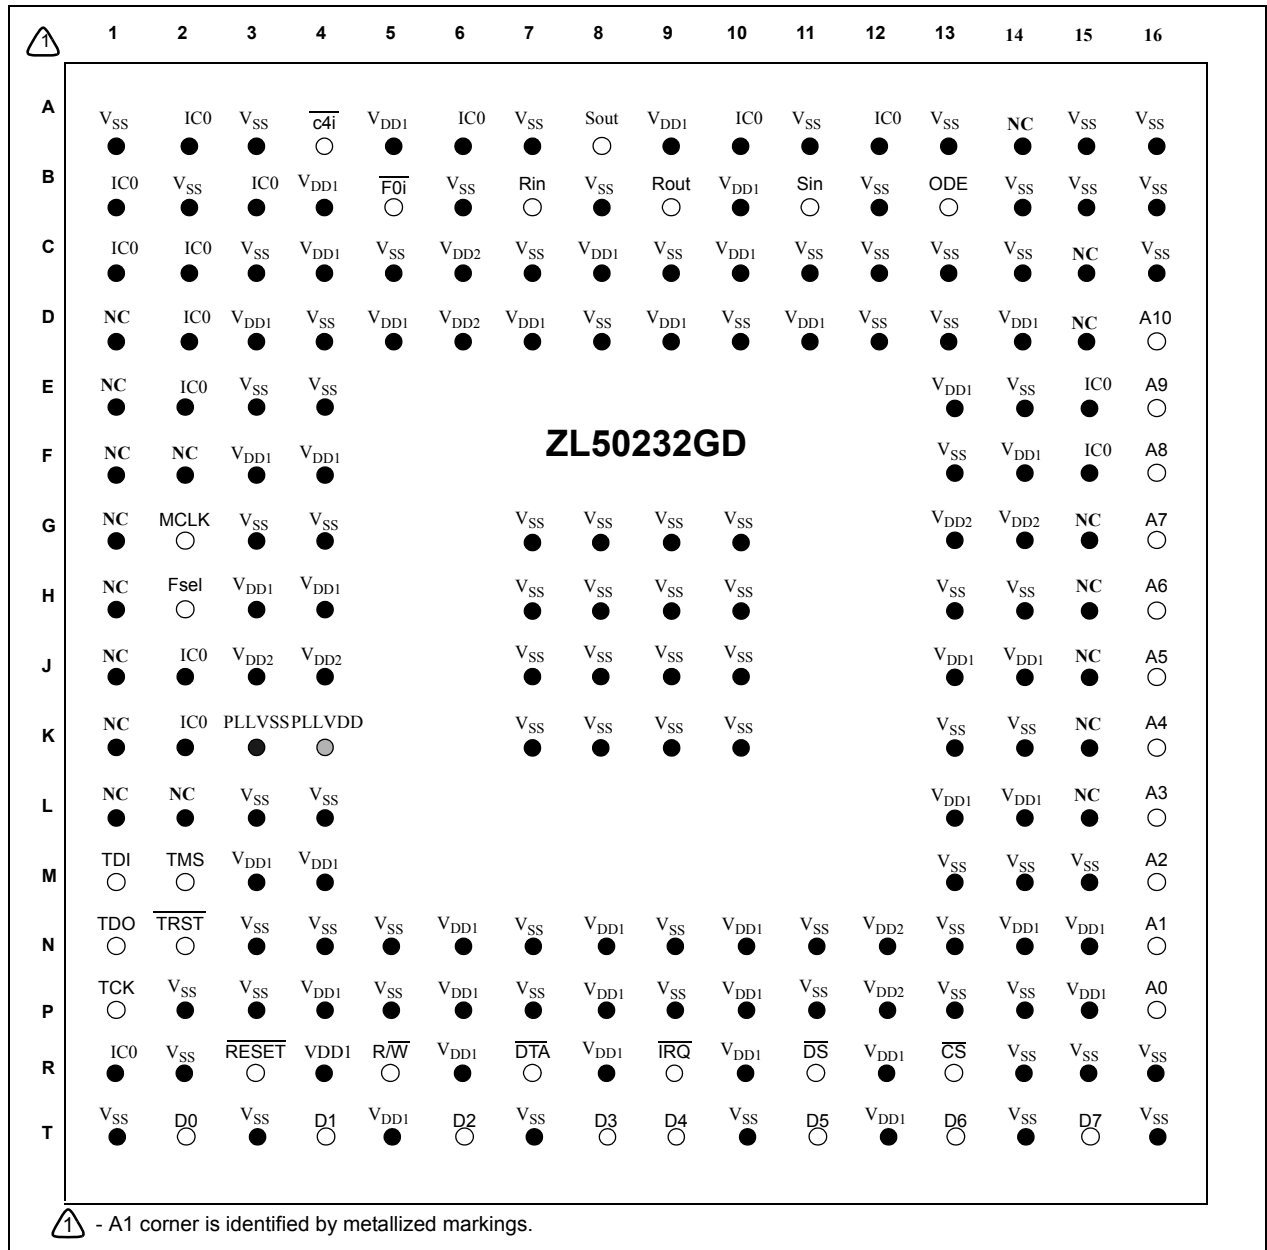 1 1 2 3 4 5 6 7 8 9 10 11 12 13 14 15 16
A VSS IC0 VSS c4i VDD1 IC0 VSS Sout VDD1 IC0 VSS IC0 VSS NC VSS VSS
B IC0 VSS IC0 VDD1 F0i VSS Rin VSS Rout VDD1 Sin VSS ODE VSS VSS VSS
C IC0 IC0 VSS VDD1 VSS VDD2 VSS VDD1 VSS VDD1 VSS VSS VSS VSS NC VSS
D NC IC0 VDD1 VSS VDD1 VDD2 VDD1 VSS VDD1 VSS VDD1 VSS VSS VDD1 NC A10
E NC IC0 VSS VSS VDD1 VSS IC0 A9
ZL50232GD
F NC NC VDD1 VDD1 VSS VDD1 IC0 A8
G NC MCLK VSS VSS VSS VSS VSS VSS VDD2 VDD2 NC A7
H NC Fsel VDD1 VDD1 VSS VSS VSS VSS VSS VSS NC A6
J NC IC0 VDD2 VDD2 VSS VSS VSS VSS VDD1 VDD1 NC A5
K NC IC0 PLLVSS PLLVDD VSS VSS VSS VSS VSS VSS NC A4
L NC NC VSS VSS VDD1 VDD1 NC A3
M TDI TMS VDD1 VDD1 VSS VSS VSS A2
N TDO TRST VSS VSS VSS VDD1 VSS VDD1 VSS VDD1 VSS VDD2 VSS VDD1 VDD1 A1
P TCK VSS VSS VDD1 VSS VDD1 VSS VDD1 VSS VDD1 VSS VDD2 VSS VSS VDD1 A0
R IC0 VSS RESET VDD1 R/W VDD1 DTA VDD1 IRQ VDD1 DS VDD1 CS VSS VSS VSS
T VSS D0 VSS D1 VDD1 D2 VSS D3 D4 VSS D5 VDD1 D6 VSS D7 VSS
1 - A1 corner is identified by metallized markings.